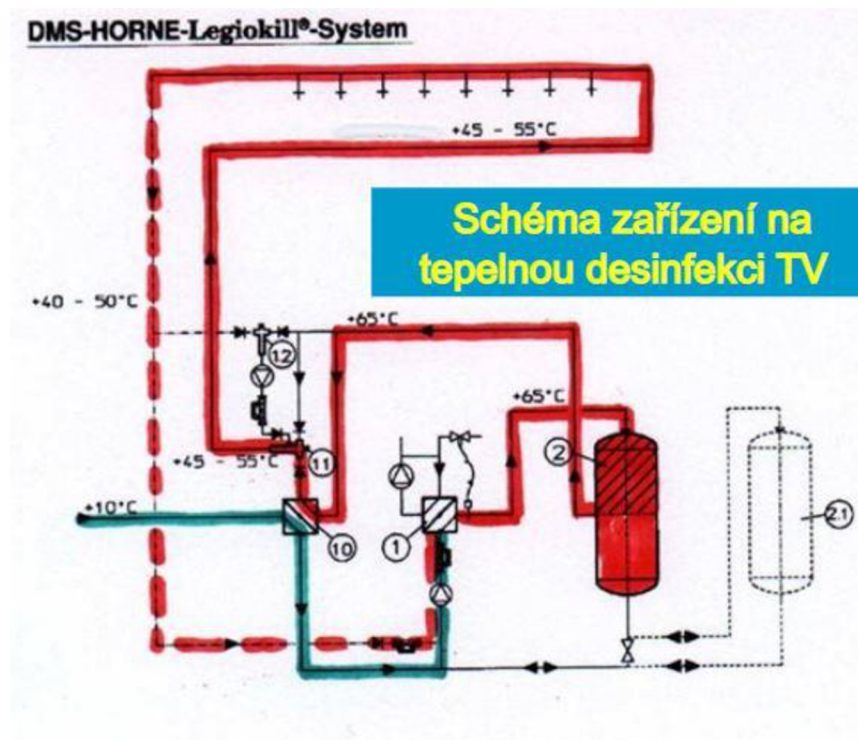 DMS-HORNE-Legiokill®-System
+45 - 55°C
Schéma zařízení na
tepelnou desinfekci TV
+40 - 50°C
+65°C
12
+65°C
2
+45 - 55°C
11
+10°C
10
1
2.1